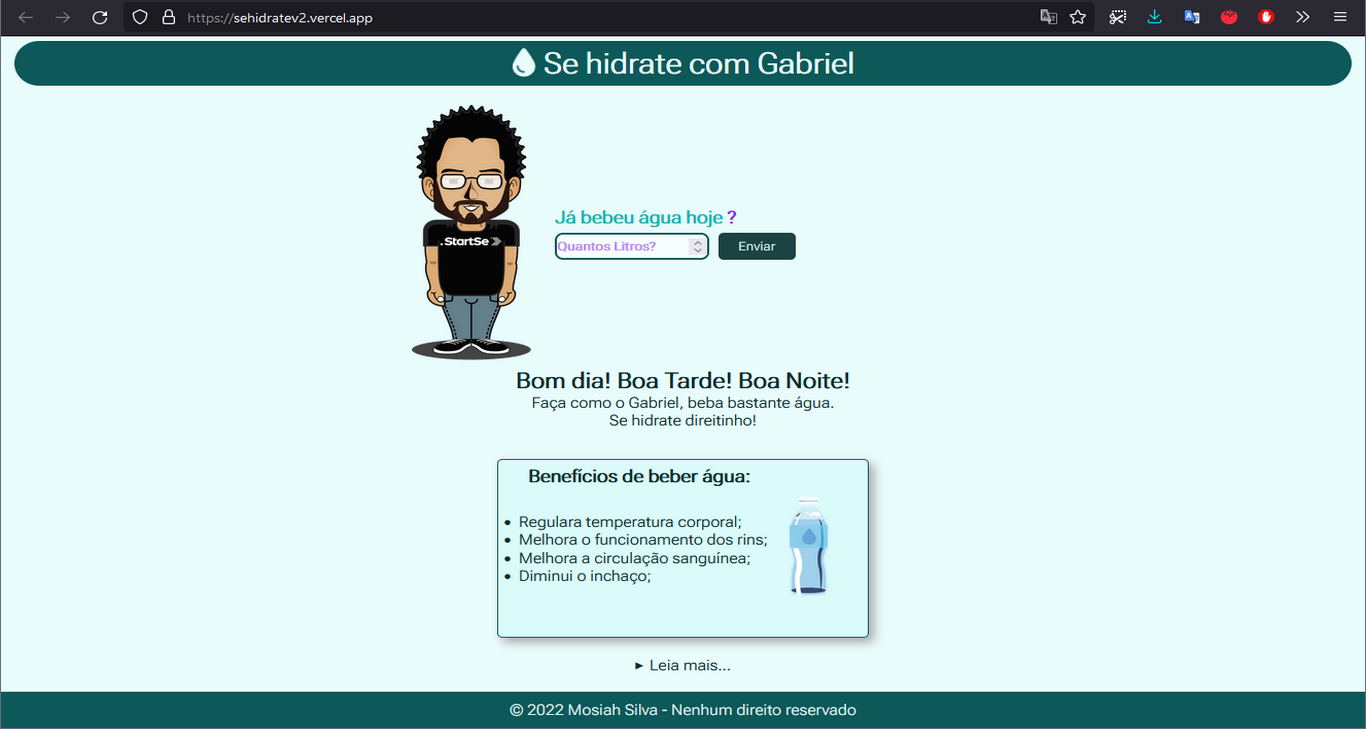 https://sehidratev2.vercel.app
Se hidrate com Gabriel
Já bebeu água hoje ?
Quantos Litros?
Enviar
.StartSe
Bom dia! Boa Tarde! Boa Noite!
Faça como o Gabriel, beba bastante água.
Se hidrate direitinho!
Benefícios de beber água:
• Regulara temperatura corporal;
• Melhora o funcionamento dos rins;
• Melhora a circulação sanguínea;
• Diminui o inchaço;
► Leia mais...
© 2022 Mosiah Silva - Nenhum direito reservado